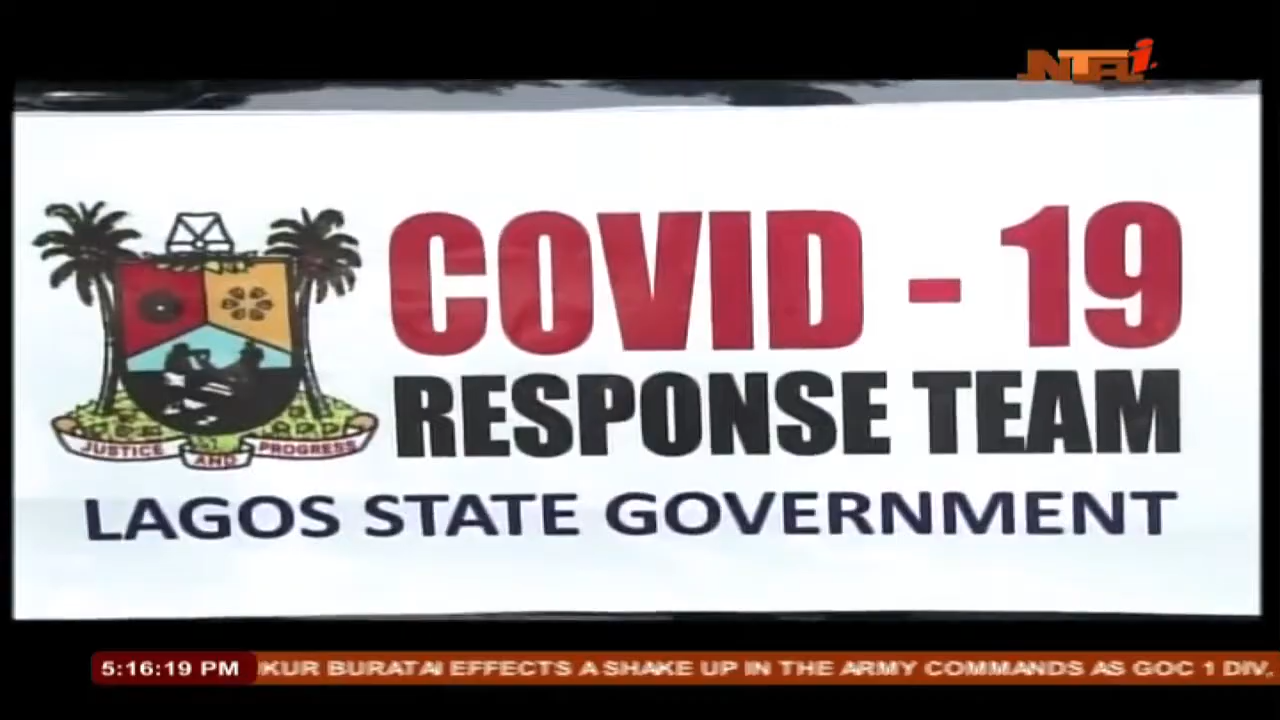 NTAi
COVID - 19
RESPONSE TEAM
JUSTICE AND PROGRESS
LAGOS STATE GOVERNMENT
5:16:19 PM KUR BURATAI EFFECTS A SHAKE UP IN THE ARMY COMMANDS AS GOC 1 DIV.,